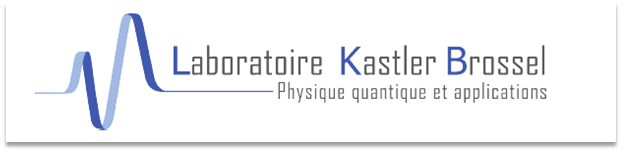 Laboratoire Kastler Brossel
Physique quantique et applications